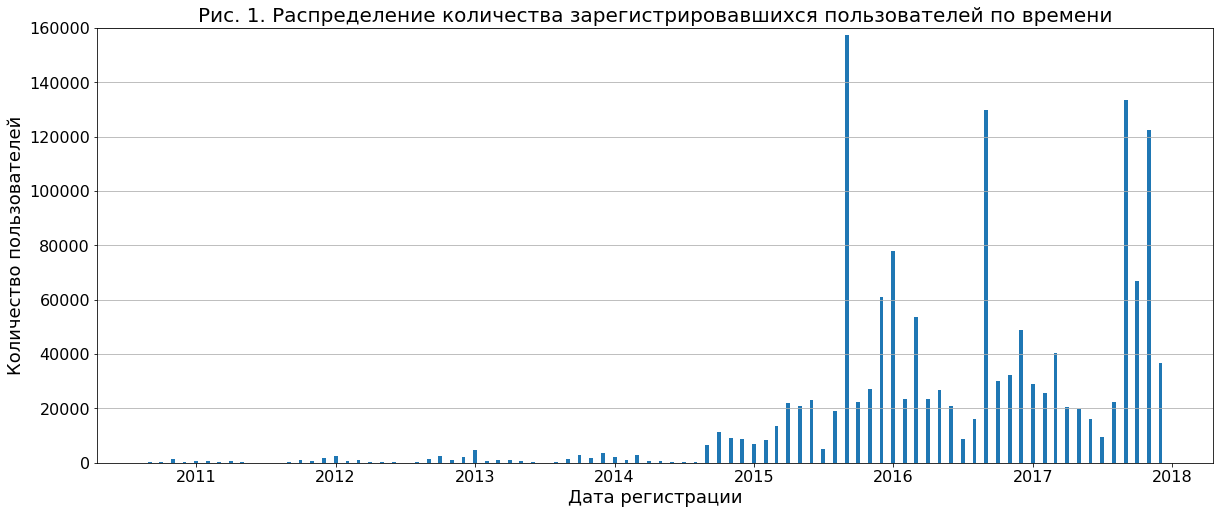 Рис. 1. Распределение количества зарегистрировавшихся пользователей по времени
Количество пользователей
160000
140000
120000
100000
80000
60000
40000
20000
0
2011 2012 2013 2014 2015 2016 2017 2018
Дата регистрации